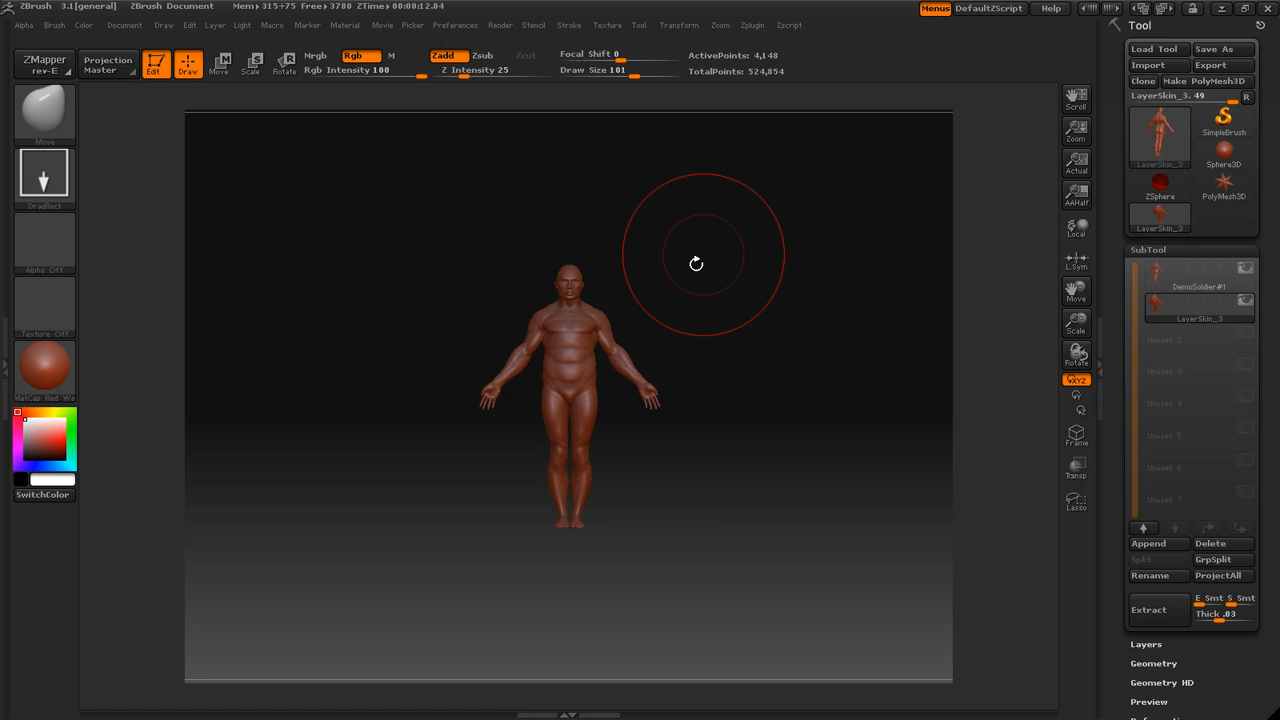 ZBrush 3.1[general] ZBrush Document Mem▸315+75 Free▸3780 ZTime▸00:00:12.04 Menus DefaultZScript Help
Alpha Brush Color Document Draw Edit Layer Light Macro Marker Material Movie Picker Preferences Render Stencil Stroke Texture Tool Transform Zoom Zplugin Zscript
Tool
ZMapper
rev-E
Projection
Master
Edit
Draw
Move
Scale
Rotate
Mrgb Rgb M
Rgb Intensity 100
Zadd Zsub Zcut
Z Intensity 25
Focal Shift 0
Draw Size 101
ActivePoints: 4,148
TotalPoints: 524,854
Move
DragRect
Alpha Off
Texture Off
MatCap Red Wa
SwitchColor
Scroll
Zoom
Actual
AAHalf
Local
L.Sym
Move
Scale
Rotate
XYZ
Frame
Transp
Lasso
Load Tool Save As
Import Export
Clone Make PolyMesh3D
LayerSkin_3. 49 R
LayerSkin_3
SimpleBrush
Sphere3D
ZSphere
PolyMesh3D
LayerSkin_3
SubTool
DemoSoldier#1
LayerSkin_3
Unused 2
Unused 3
Unused 4
Unused 5
Unused 6
Unused 7
Append Delete
Split GrpSplit
Rename ProjectAll
Extract
E Smt S Smt
Thick .03
Layers
Geometry
Geometry HD
Preview